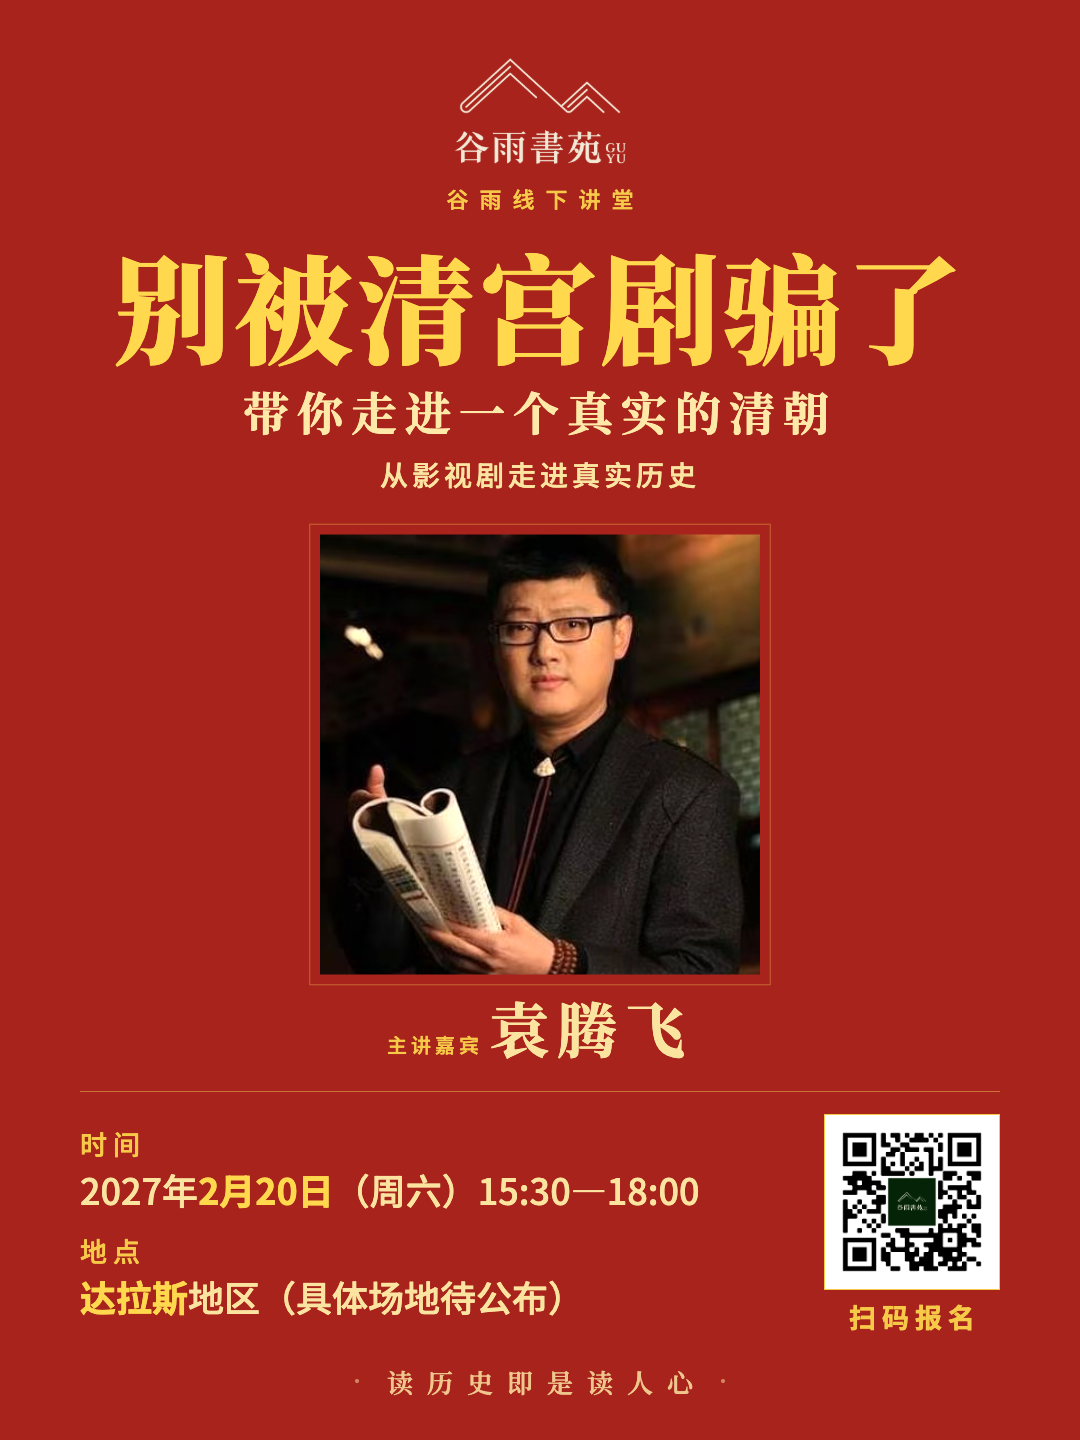 谷雨書苑 GU YU
谷雨线下讲堂
别被清宫剧骗了
带你走进一个真实的清朝
从影视剧走进真实历史
主讲嘉宾 袁腾飞
时间
2027年2月20日（周六）15:30—18:00
地点
达拉斯地区（具体场地待公布）
谷雨書苑
扫码报名
· 读历史即是读人心 ·